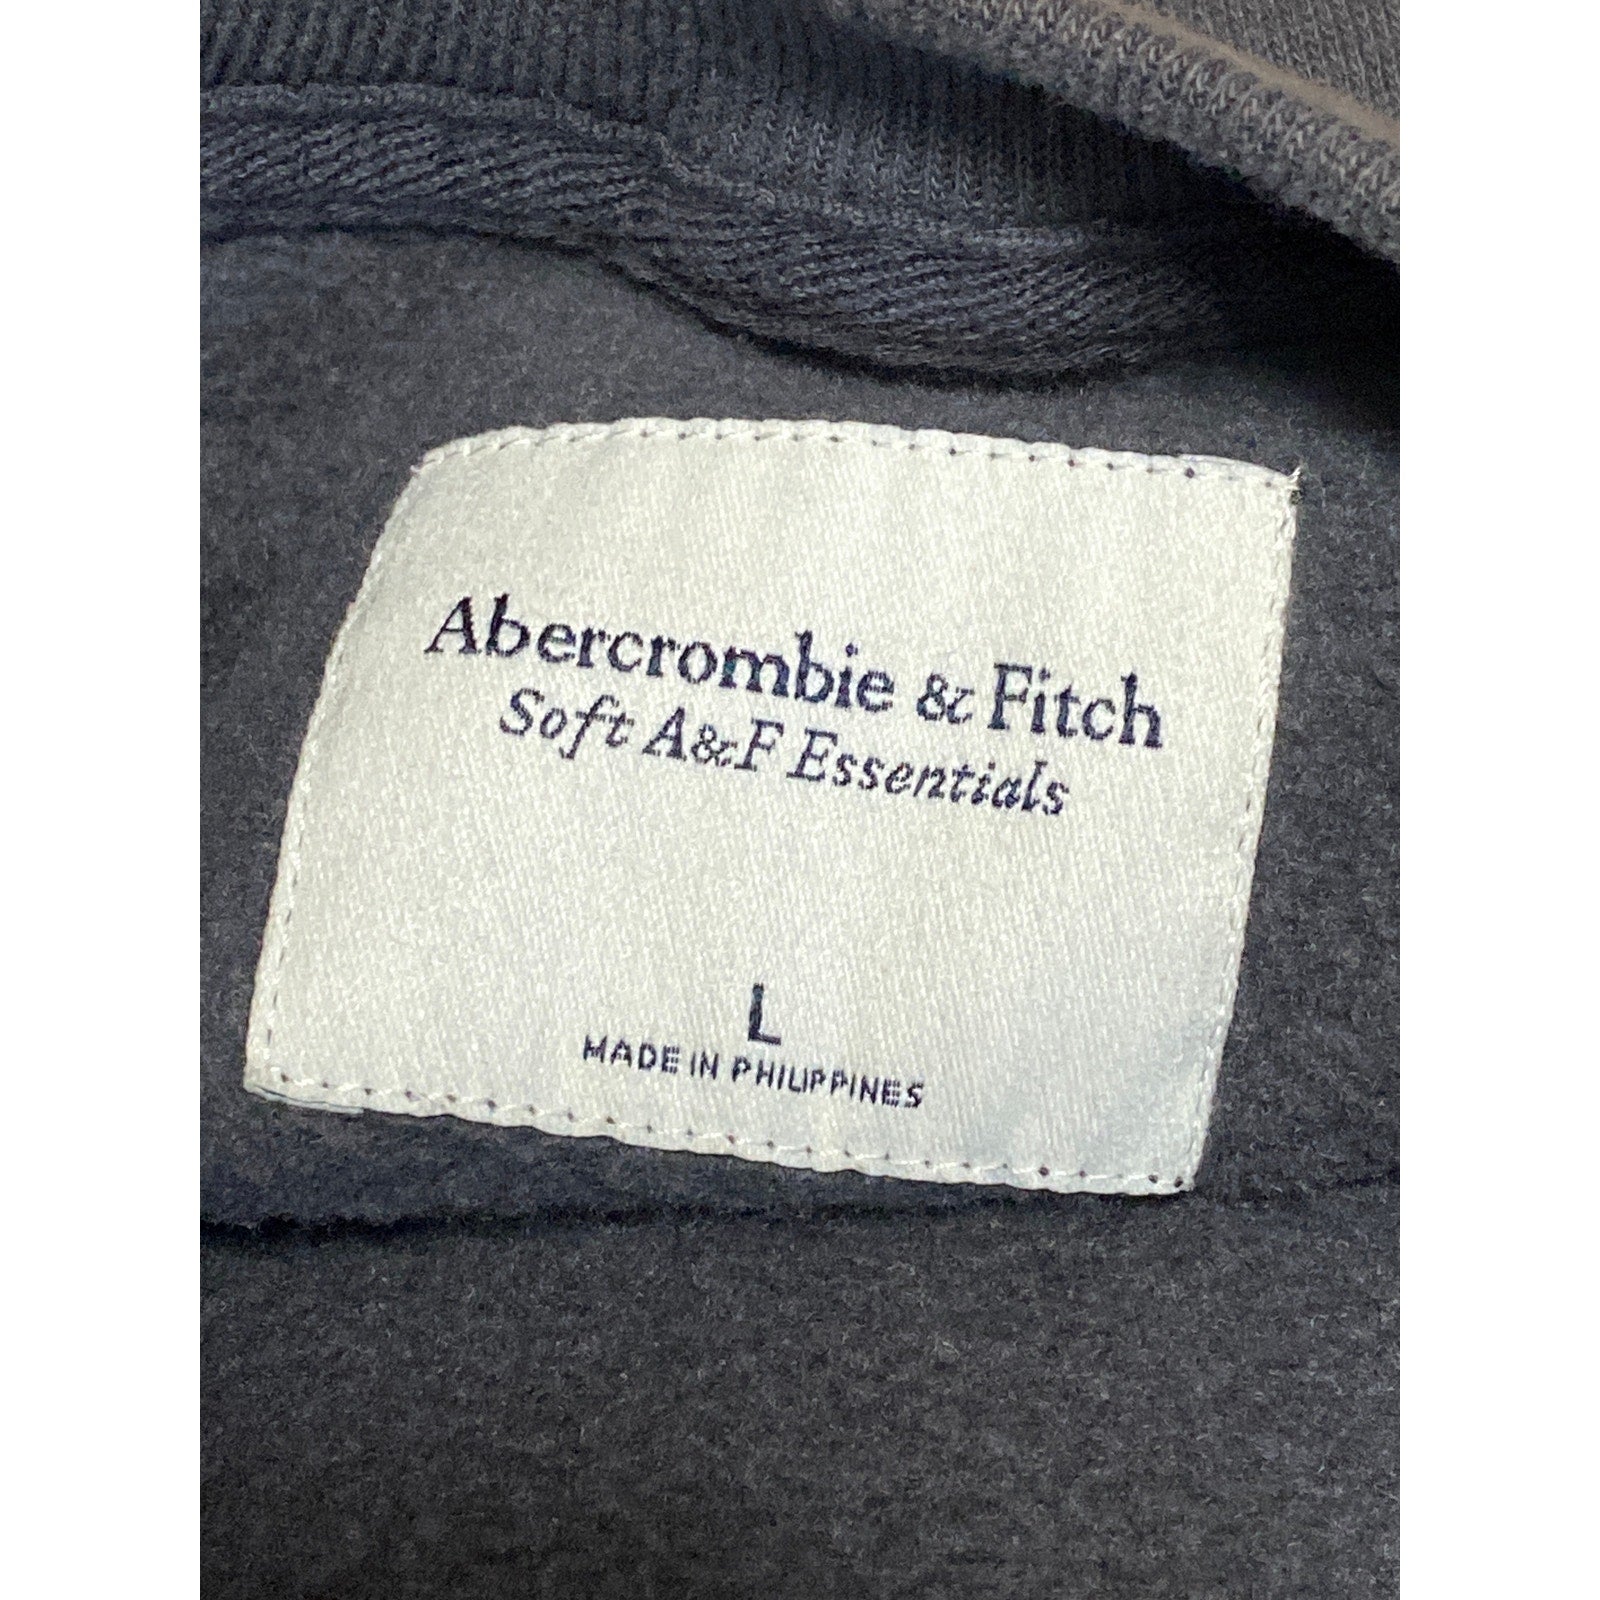 Abercrombie & Fitch
Soft A&F Essentials
L
MADE IN PHILIPPINES